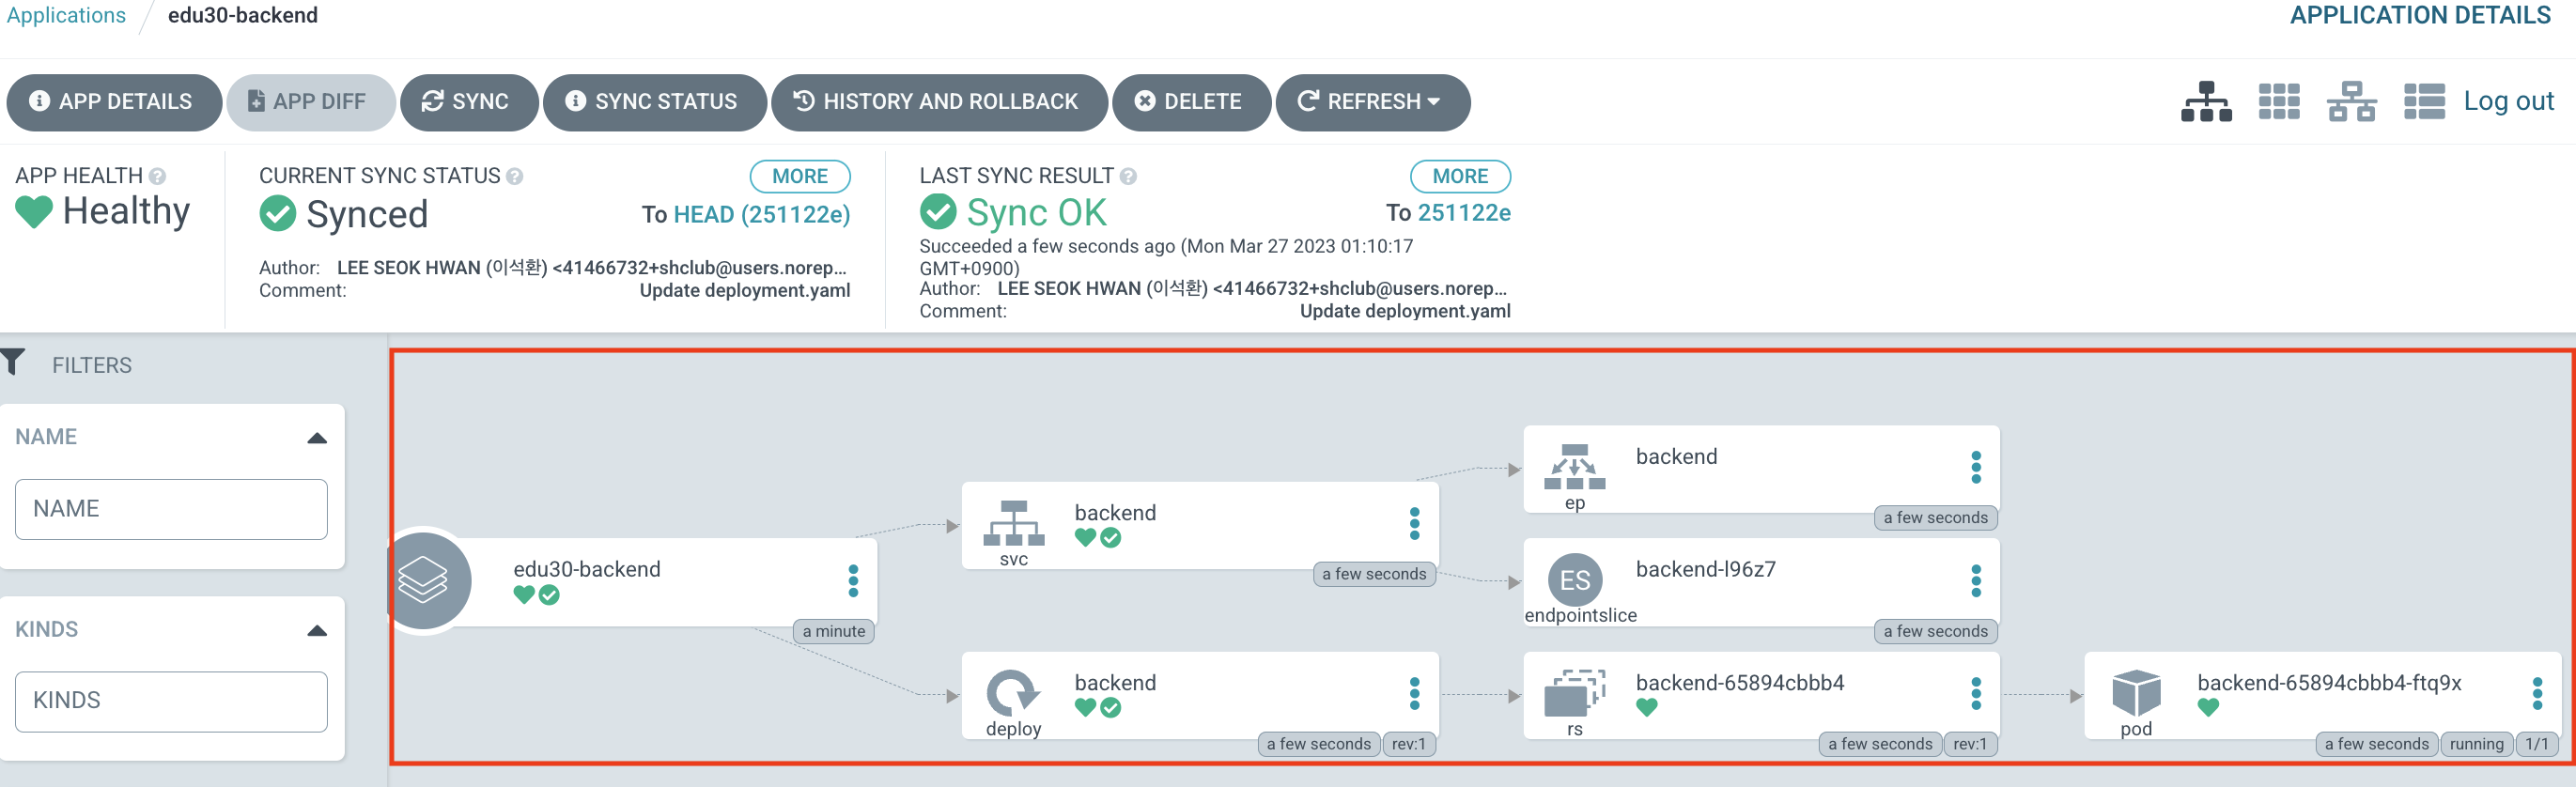 Applications / edu30-backend
APPLICATION DETAILS
APP DETAILS
APP DIFF
SYNC
SYNC STATUS
HISTORY AND ROLLBACK
DELETE
REFRESH
Log out
APP HEALTH
Healthy
CURRENT SYNC STATUS
MORE
Synced
To HEAD (251122e)
Author: LEE SEOK HWAN (이석환) <41466732+shclub@users.norep...
Comment: Update deployment.yaml
LAST SYNC RESULT
MORE
Sync OK
To 251122e
Succeeded a few seconds ago (Mon Mar 27 2023 01:10:17
GMT+0900)
Author: LEE SEOK HWAN (이석환) <41466732+shclub@users.norep...
Comment: Update deployment.yaml
FILTERS
NAME
NAME
KINDS
KINDS
edu30-backend
a minute
backend
svc
a few seconds
backend
deploy
a few seconds
rev:1
backend
ep
a few seconds
ES
backend-l96z7
endpointslice
a few seconds
backend-65894cbbb4
rs
a few seconds
rev:1
backend-65894cbbb4-ftq9x
pod
a few seconds
running
1/1